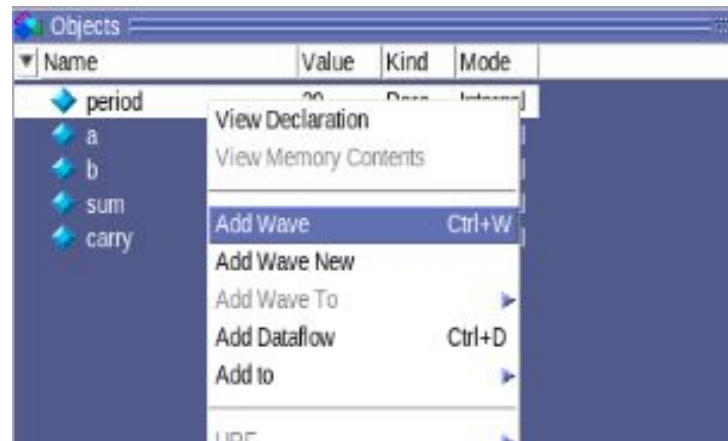 Objects
Name Value Kind Mode
period
a
b
sum
carry
View Declaration
View Memory Contents
Add Wave Ctrl+W
Add Wave New
Add Wave To
Add Dataflow Ctrl+D
Add to